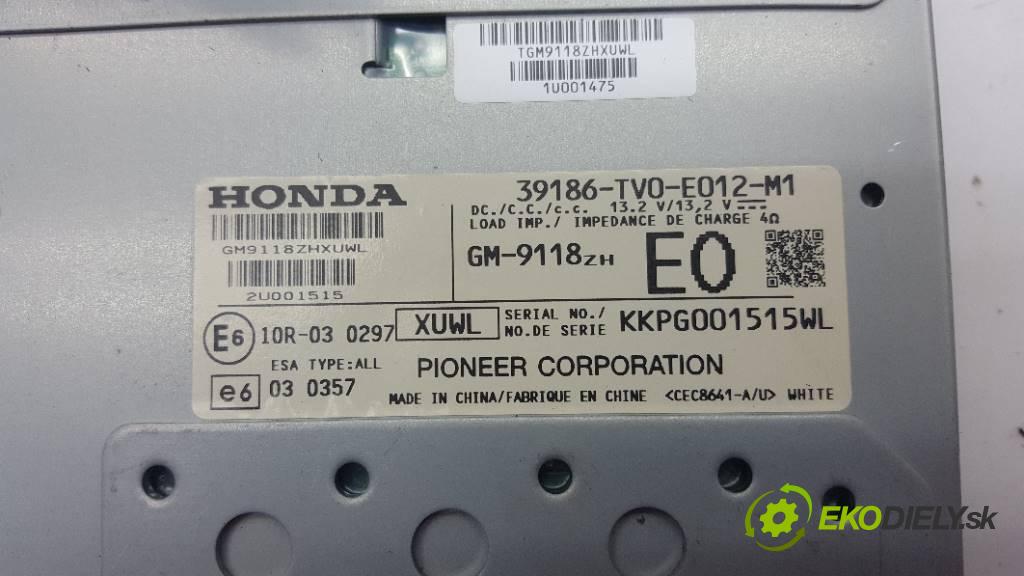 TGM9118ZHXUWL
1U001475
HONDA
39186-TV0-E012-M1
DC./C.C./c.c. 13.2 V/13,2 V
LOAD IMP./ IMPEDANCE DE CHARGE 4Ω
GM9118ZHXUWL
GM-9118ZH
E0
2U001515
E6
10R-03 0297
XUWL
SERIAL NO./
NO.DE SERIE
KKPG001515WL
ESA TYPE:ALL
PIONEER CORPORATION
e6
03 0357
MADE IN CHINA/FABRIQUE EN CHINE <CEC8641-A/U> WHITE
EKODIELY.sk